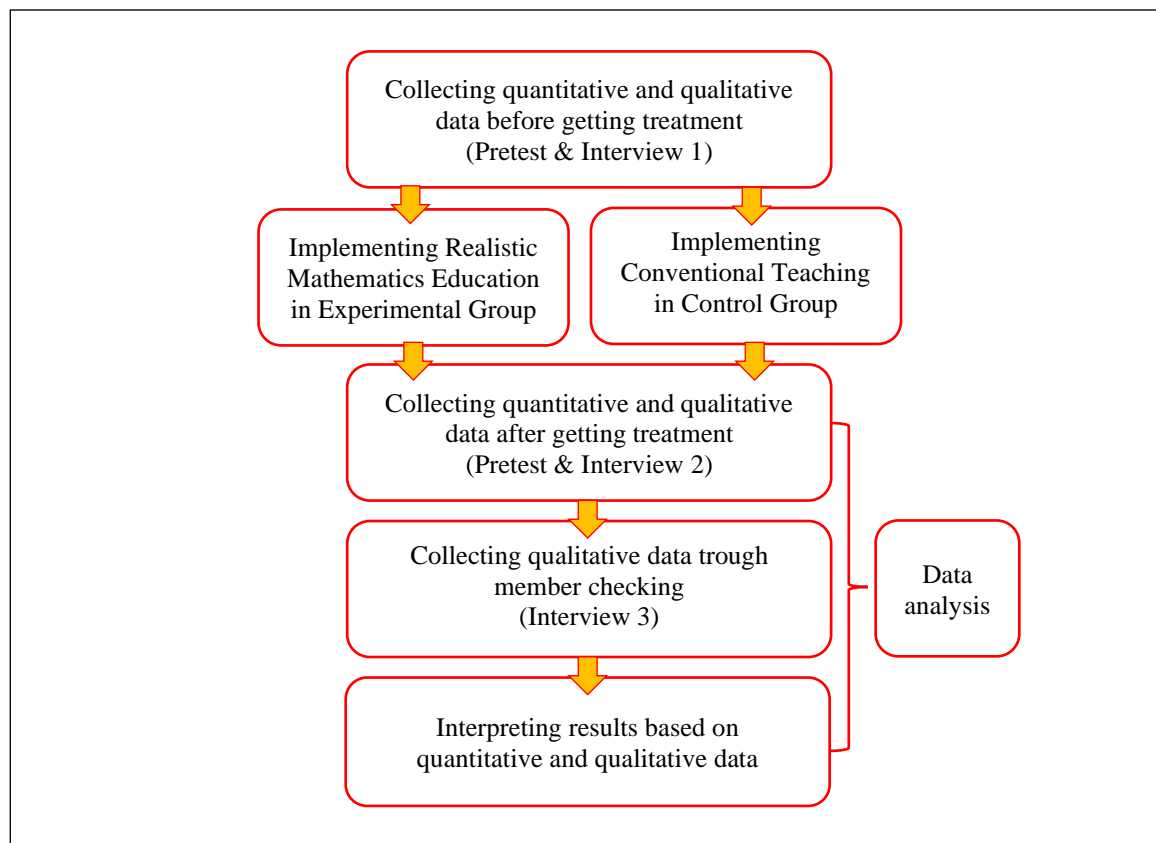 Collecting quantitative and qualitative
data before getting treatment
(Pretest & Interview 1)
Implementing Realistic
Mathematics Education
in Experimental Group
Implementing
Conventional Teaching
in Control Group
Collecting quantitative and qualitative
data after getting treatment
(Pretest & Interview 2)
Collecting qualitative data trough
member checking
(Interview 3)
Data
analysis
Interpreting results based on
quantitative and qualitative data